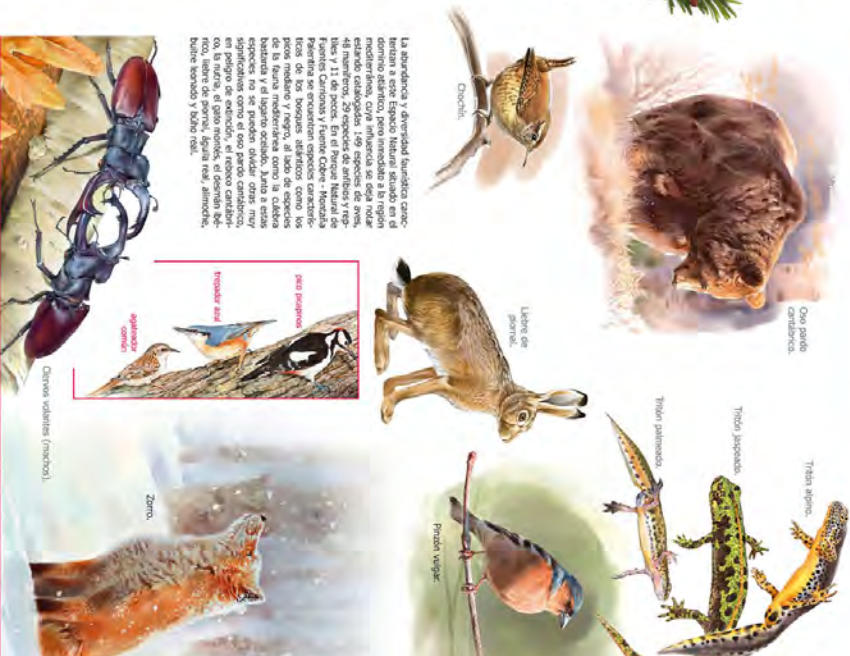 Oso pardo
cantábrico.
Chochín.
La abundancia y diversidad faunística carac-
terizan a este Espacio Natural situado en el
dominio atlántico, pero inmediato a la región
mediterránea, cuya influencia se deja notar
estando catalogadas 149 especies de aves,
48 mamíferos, 29 especies de anfibios y rep-
tiles y 11 de peces. En el Parque Natural de
Fuentes Carrionas y Fuente Cobre - Montaña
Palentina se encuentran especies caracterís-
ticas de los bosques atlánticos como los
picos mediano y negro, al lado de especies
de la fauna mediterránea como la culebra
bastarda y el lagarto ocelado. Junto a estas
especies no se pueden olvidar otras muy
significativas como el oso pardo cantábrico,
en peligro de extinción, el rebeco cantábri-
co, la nutria, el gato montés, el desmán ibé-
rico, liebre de piornal, águila real, alimoche,
buitre leonado y búho real.
Tritón alpino.
Tritón jaspeado.
Tritón palmeado.
Liebre de
piornal.
Pinzón vulgar.
pico picapinos
trepador azul
agateador
común
Ciervos volantes (machos).
Zorro.